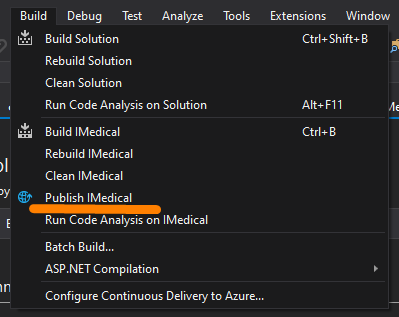 Build Debug Test Analyze Tools Extensions Window
Build Solution Ctrl+Shift+B
Rebuild Solution
Clean Solution
Run Code Analysis on Solution Alt+F11
Build IMedical Ctrl+B
Rebuild IMedical
Clean IMedical
Publish IMedical
Run Code Analysis on IMedical
Batch Build...
ASP.NET Compilation
Configure Continuous Delivery to Azure...